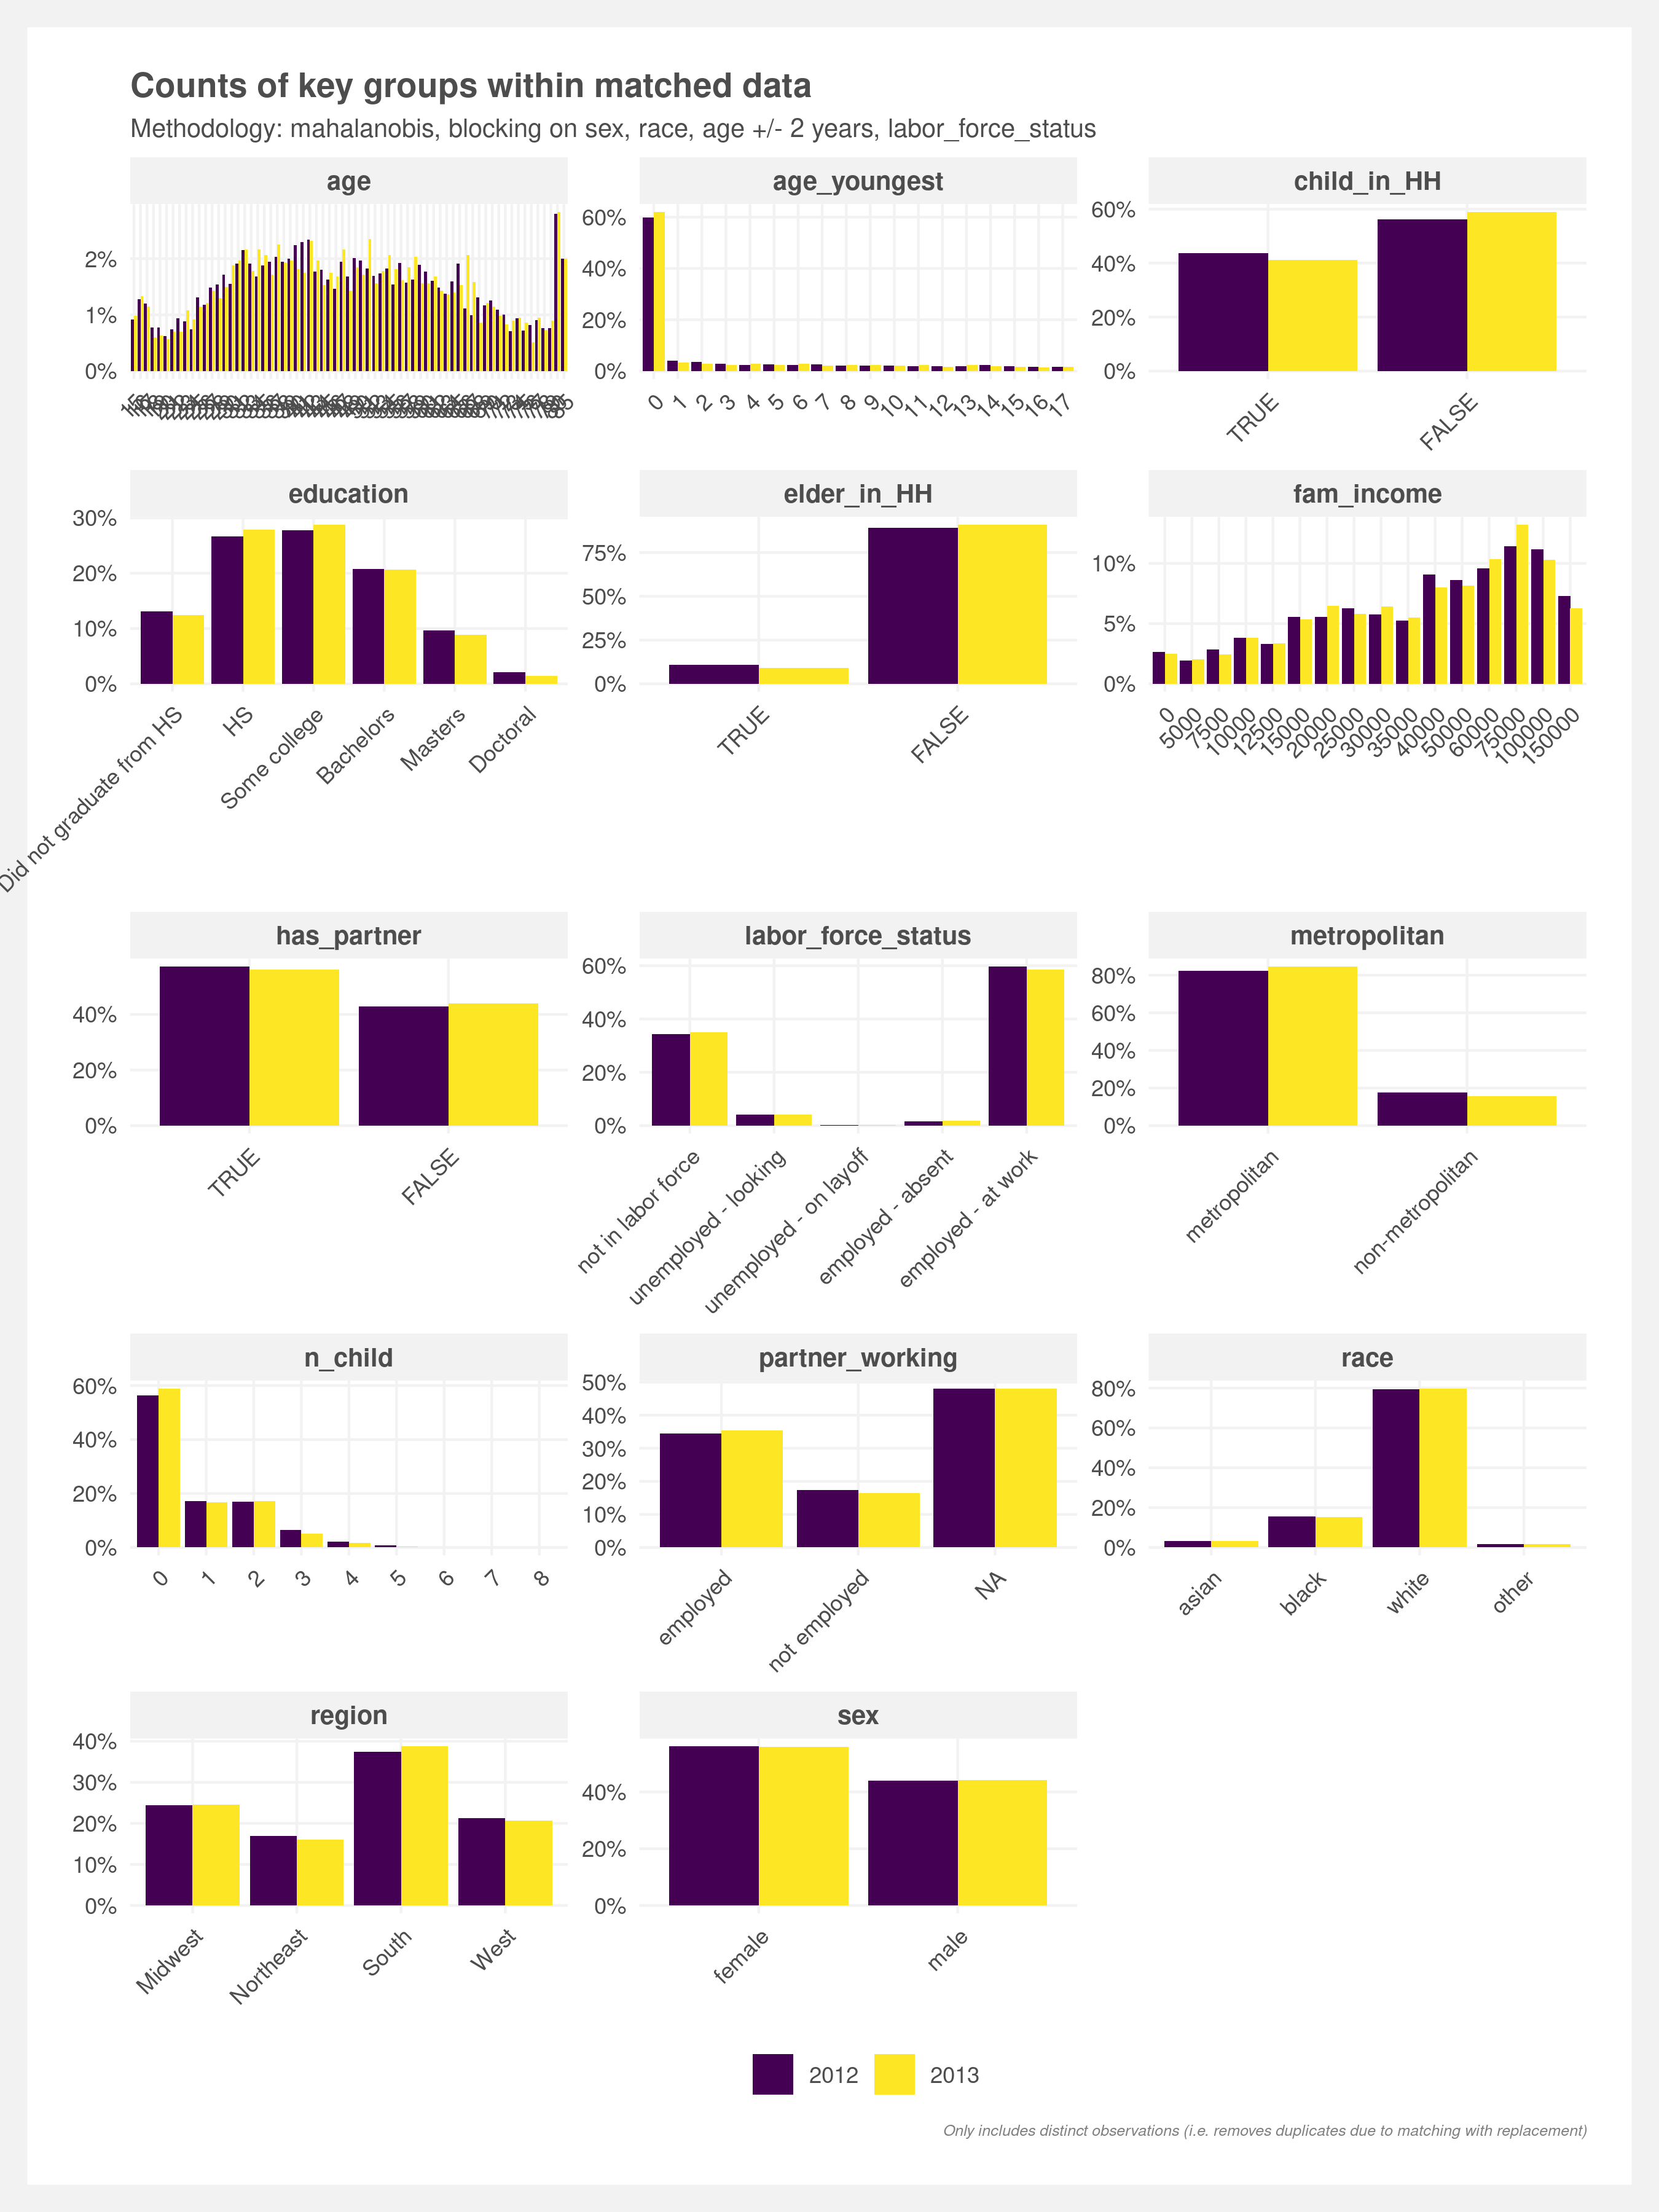 Counts of key groups within matched data
Methodology: mahalanobis, blocking on sex, race, age +/- 2 years, labor_force_status
age
2%
1%
0%
age_youngest
60%
40%
20%
0%
0 1 2 3 4 5 6 7 8 9 10 11 12 13 14 15 16 17
child_in_HH
60%
40%
20%
0%
TRUE FALSE
education
30%
20%
10%
0%
Did not graduate from HS HS Some college Bachelors Masters Doctoral
elder_in_HH
75%
50%
25%
0%
TRUE FALSE
fam_income
10%
5%
0%
0 5000 7500 10000 12500 15000 20000 25000 30000 35000 40000 50000 60000 75000 100000 150000
has_partner
40%
20%
0%
TRUE FALSE
labor_force_status
60%
40%
20%
0%
not in labor force unemployed - looking unemployed - on layoff employed - absent employed - at work
metropolitan
80%
60%
40%
20%
0%
metropolitan non-metropolitan
n_child
60%
40%
20%
0%
0 1 2 3 4 5 6 7 8
partner_working
50%
40%
30%
20%
10%
0%
employed not employed NA
race
80%
60%
40%
20%
0%
asian black white other
region
40%
30%
20%
10%
0%
Midwest Northeast South West
sex
40%
20%
0%
female male
2012 2013
Only includes distinct observations (i.e. removes duplicates due to matching with replacement)